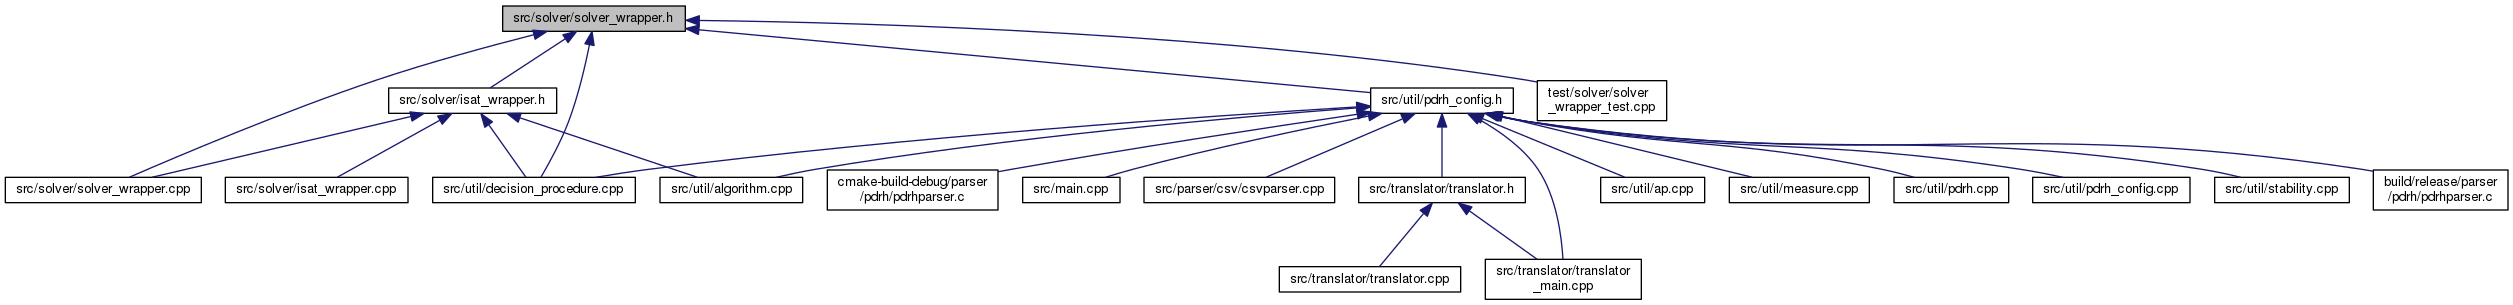 src/solver/solver_wrapper.h
test/solver/solver
_wrapper_test.cpp
src/solver/isat_wrapper.h
src/util/pdrh_config.h
src/solver/solver_wrapper.cpp
src/solver/isat_wrapper.cpp
src/util/decision_procedure.cpp
src/util/algorithm.cpp
cmake-build-debug/parser
/pdrh/pdrhparser.c
src/main.cpp
src/parser/csv/csvparser.cpp
src/translator/translator.h
src/util/ap.cpp
src/util/measure.cpp
src/util/pdrh.cpp
src/util/pdrh_config.cpp
src/util/stability.cpp
build/release/parser
/pdrh/pdrhparser.c
src/translator/translator.cpp
src/translator/translator
_main.cpp